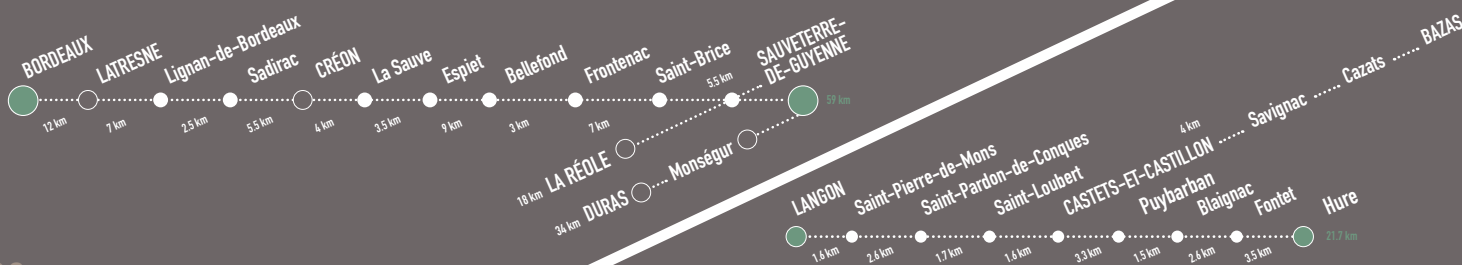 BORDEAUX
LATRESNE
Lignan-de-Bordeaux
Sadirac
CRÉON
La Sauve
Espiet
Bellefond
Frontenac
Saint-Brice
SAUVETERRE-
DE-GUYENNE
12 km
7 km
2.5 km
5.5 km
4 km
3.5 km
9 km
3 km
7 km
5.5 km
59 km
18 km LA RÉOLE
34 km DURAS
Monségur
LANGON
Saint-Pierre-de-Mons
Saint-Pardon-de-Conques
Saint-Loubert
CASTETS-ET-CASTILLON
4 km
Savignac
Cazats
BAZAS
Puybarban
Blaignac
Fontet
Hure
1.6 km
2.6 km
1.7 km
1.6 km
3.3 km
1.5 km
2.6 km
3.5 km
21.7 km